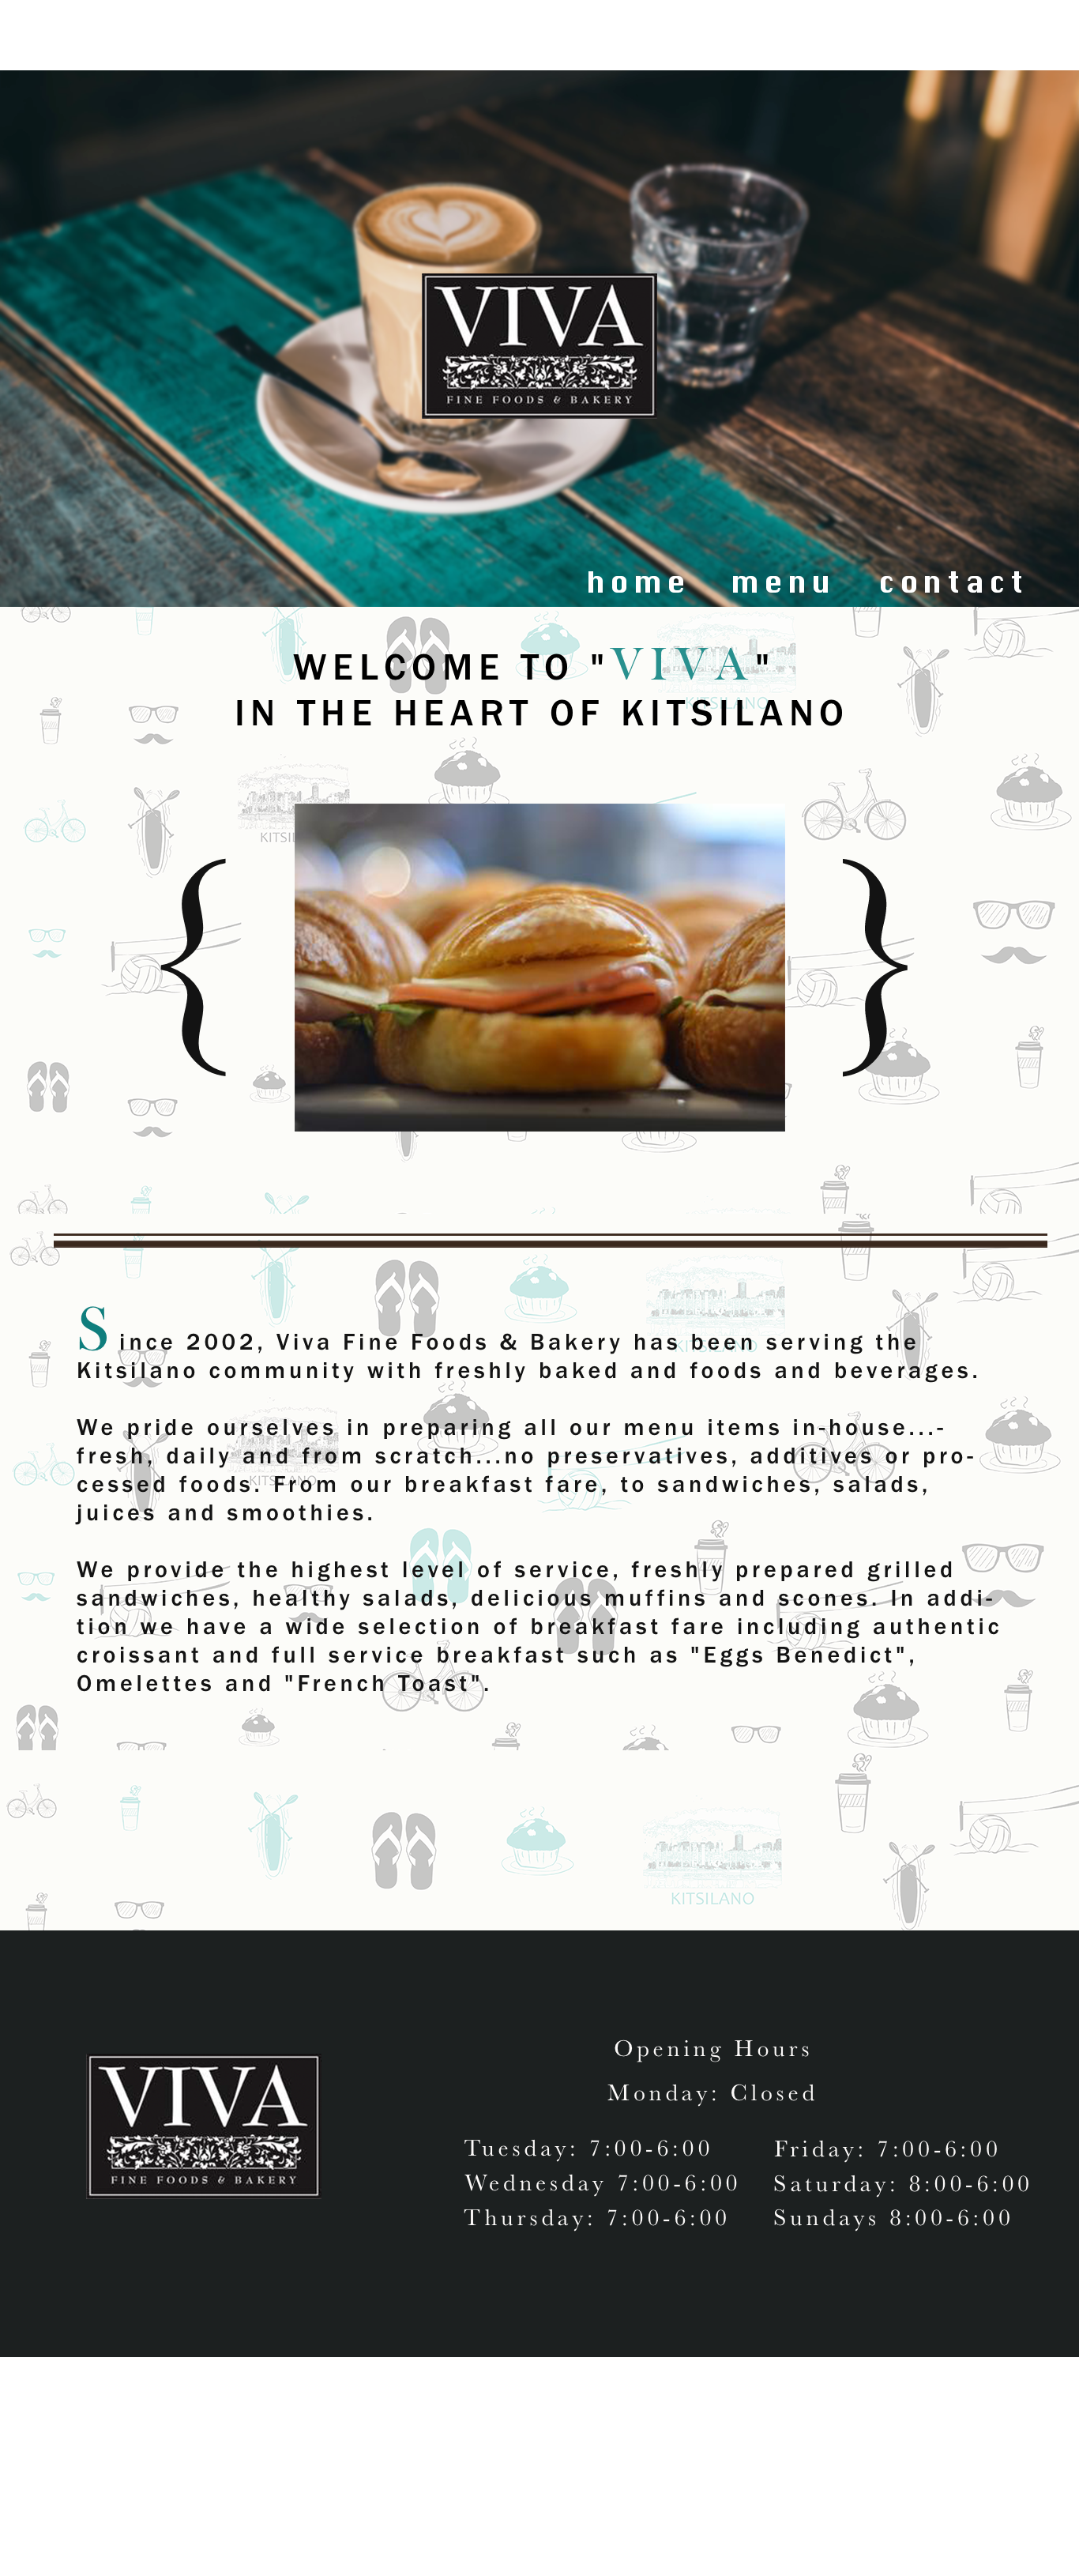 VIVA
FINE FOODS & BAKERY
home menu contact
WELCOME TO "VIVA"
KITSILANO
IN THE HEART OF KITSILANO
KITSI
{ }
Since 2002, Viva Fine Foods & Bakery has been serving the
KITSILANO
Kitsilano community with freshly baked and foods and beverages.
We pride ourselves in preparing all our menu items in-house...-
fresh, daily and from scratch...no preservatives, additives or pro-
KITSILANO
cessed foods. From our breakfast fare, to sandwiches, salads,
juices and smoothies.
We provide the highest level of service, freshly prepared grilled
sandwiches, healthy salads, delicious muffins and scones. In addi-
tion we have a wide selection of breakfast fare including authentic
croissant and full service breakfast such as "Eggs Benedict",
Omelettes and "French Toast".
KITSILANO
VIVA
FINE FOODS & BAKERY
Opening Hours
Monday: Closed
Tuesday: 7:00-6:00
Wednesday 7:00-6:00
Thursday: 7:00-6:00
Friday: 7:00-6:00
Saturday: 8:00-6:00
Sundays 8:00-6:00